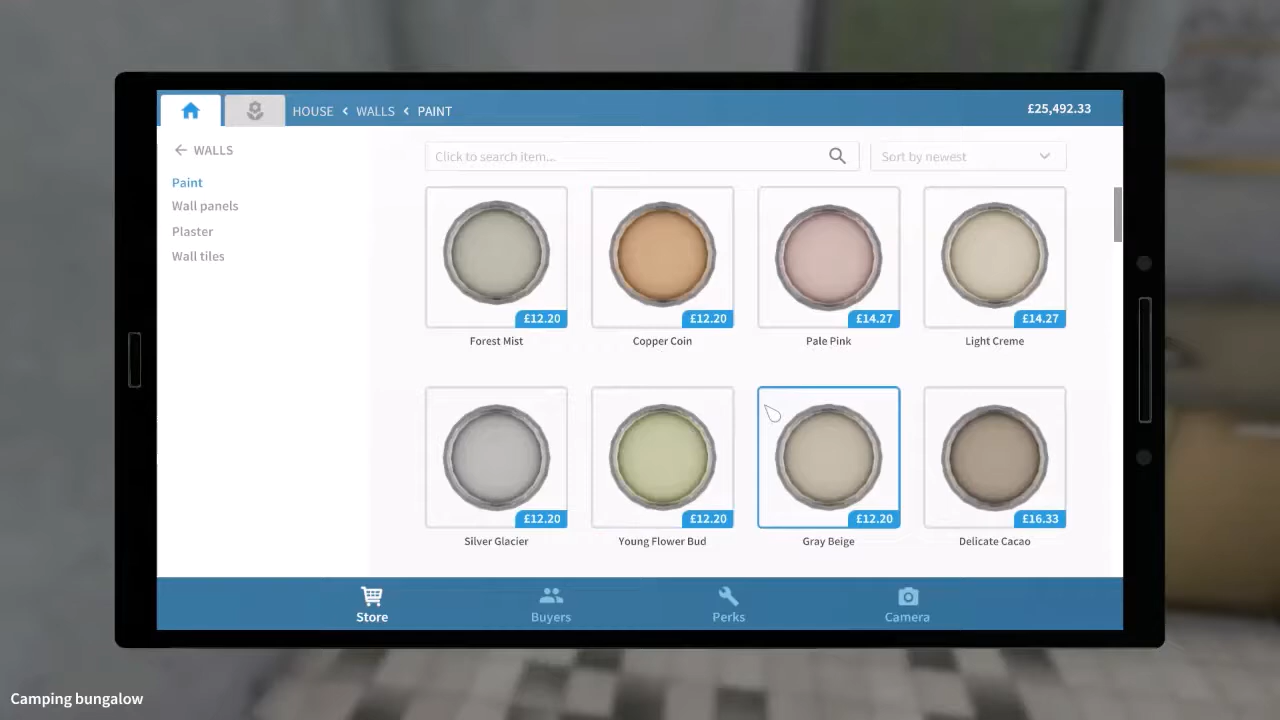 HOUSE < WALLS < PAINT
£25,492.33
WALLS
Paint
Wall panels
Plaster
Wall tiles
Click to search item...
Sort by newest
£12.20
£12.20
£14.27
£14.27
Forest Mist
Copper Coin
Pale Pink
Light Creme
£12.20
£12.20
£12.20
£16.33
Silver Glacier
Young Flower Bud
Gray Beige
Delicate Cacao
Store
Buyers
Perks
Camera
Camping bungalow